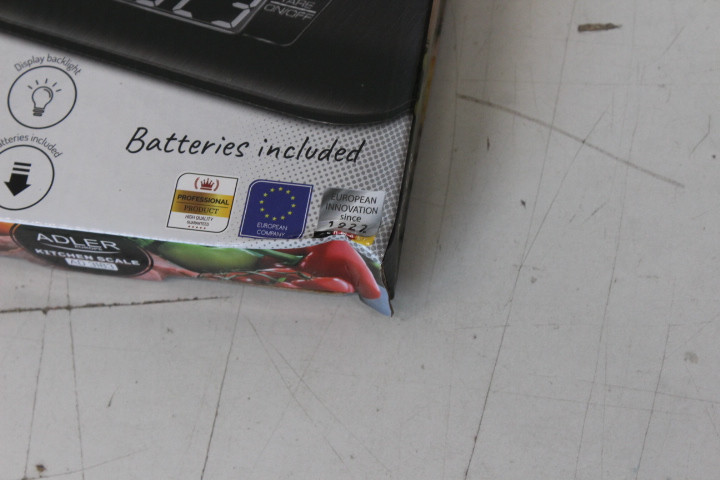 ON/OFF
Display backlight
Batteries included
Batteries included
PROFESSIONAL
PRODUCT
HIGH QUALITY
GUARANTEED
EUROPEAN
COMPANY
EUROPEAN
INNOVATION
since
ADLER
KITCHEN SCALE